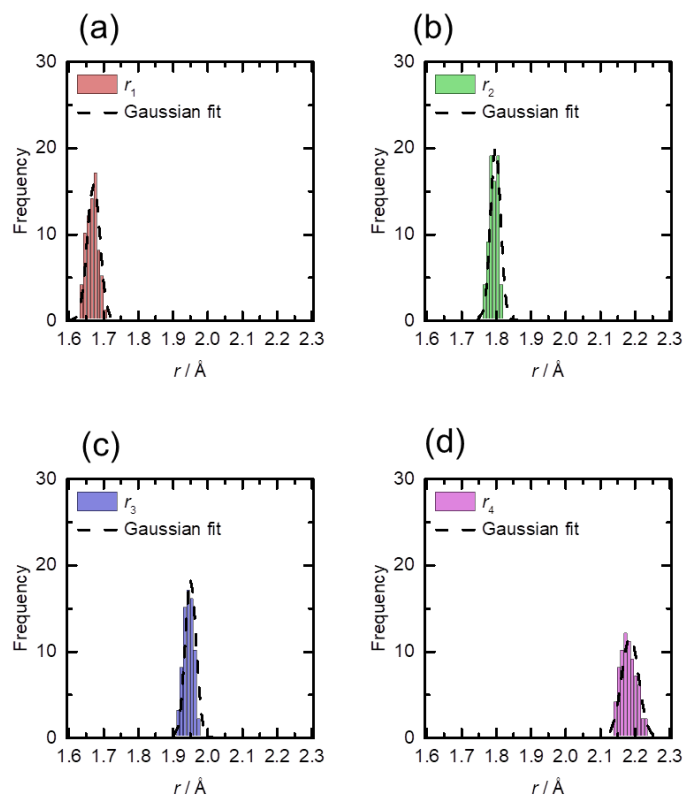 (a)
30
20
10
0
Frequency
r₁
Gaussian fit
1.6 1.7 1.8 1.9 2.0 2.1 2.2 2.3
r / Å
(b)
30
20
10
0
Frequency
r₂
Gaussian fit
1.6 1.7 1.8 1.9 2.0 2.1 2.2 2.3
r / Å
(c)
30
20
10
0
Frequency
r₃
Gaussian fit
1.6 1.7 1.8 1.9 2.0 2.1 2.2 2.3
r / Å
(d)
30
20
10
0
Frequency
r₄
Gaussian fit
1.6 1.7 1.8 1.9 2.0 2.1 2.2 2.3
r / Å